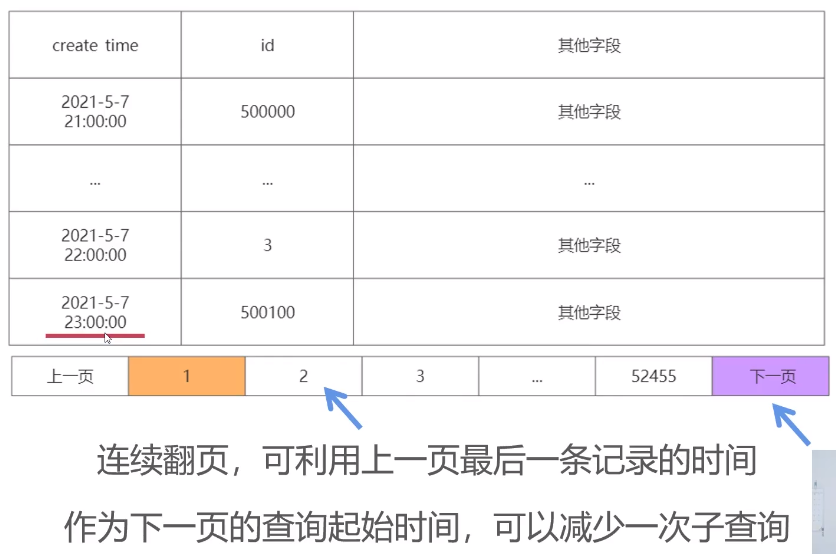 create time id 其他字段
2021-5-7
21:00:00
500000 其他字段
... ... ...
2021-5-7
22:00:00
3 其他字段
2021-5-7
23:00:00
500100 其他字段
上一页 1 2 3 ... 52455 下一页
连续翻页，可利用上一页最后一条记录的时间
作为下一页的查询起始时间，可以减少一次子查询